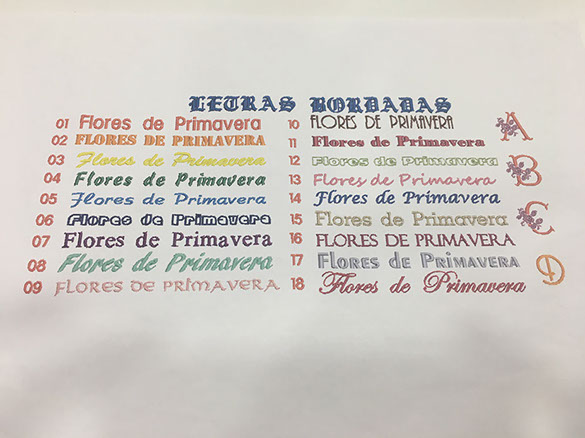 LETRAS BORDADAS
01 Flores de Primavera
02 FLORES DE PRIMAVERA
03 Flores de Primavera
04 Flores de Primavera
05 Flores de Primavera
06 Flores de Primavera
07 Flores de Primavera
08 Flores de Primavera
09 FLORES DE PRIMAVERA
10 FLORES DE PRIMAVERA
11 Flores de Primavera
12 Flores de Primavera
13 Flores de Primavera
14 Flores de Primavera
15 Flores de Primavera
16 FLORES DE PRIMAVERA
17 FLORES DE PRIMAVERA
18 Flores de Primavera
A
B
C
D